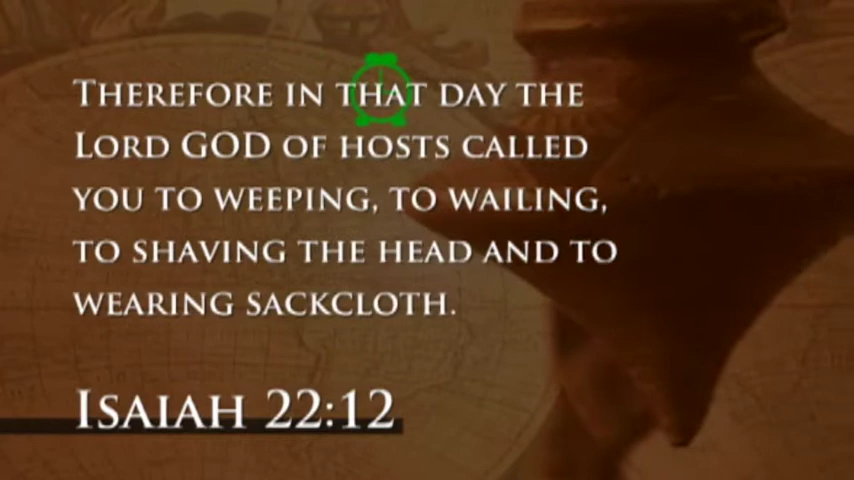 THEREFORE IN THAT DAY THE
LORD GOD OF HOSTS CALLED
YOU TO WEEPING, TO WAILING,
TO SHAVING THE HEAD AND TO
WEARING SACKCLOTH.
ISAIAH 22:12